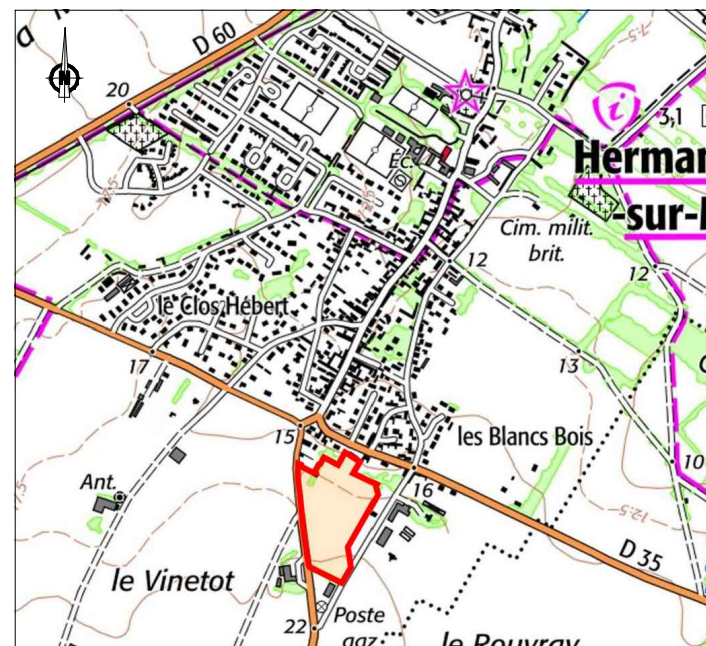 D 60
N
20
7
3,1
Éc.
Herman
-sur-
Cim. milit.
brit.
12
12
le Clos Hébert
17
13
15
les Blancs Bois
10
16
Ant.
D 35
le Vinetot
Poste
gaz
22
le Rouvray